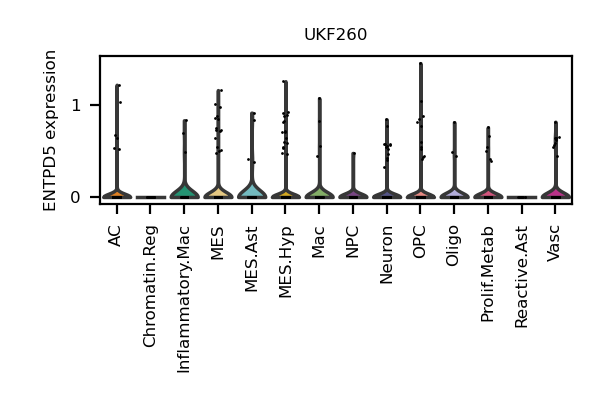 UKF260
ENTPD5 expression
1
0
AC
Chromatin.Reg
Inflammatory.Mac
MES
MES.Ast
MES.Hyp
Mac
NPC
Neuron
OPC
Oligo
Prolif.Metab
Reactive.Ast
Vasc